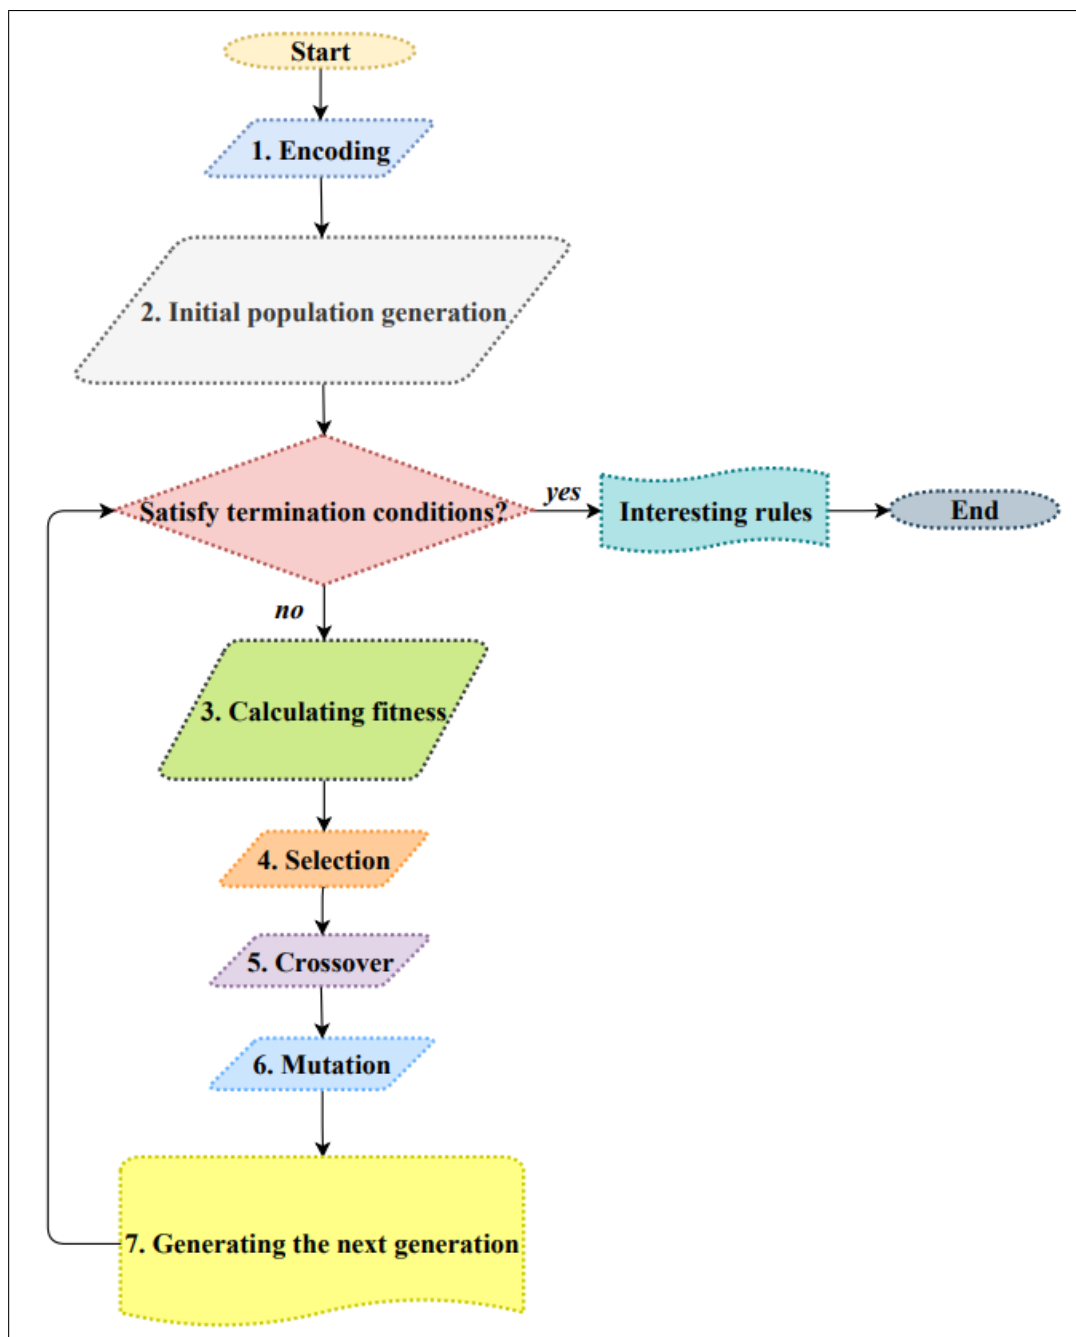 Start
1. Encoding
2. Initial population generation
Satisfy termination conditions?
yes
Interesting rules
End
no
3. Calculating fitness
4. Selection
5. Crossover
6. Mutation
7. Generating the next generation